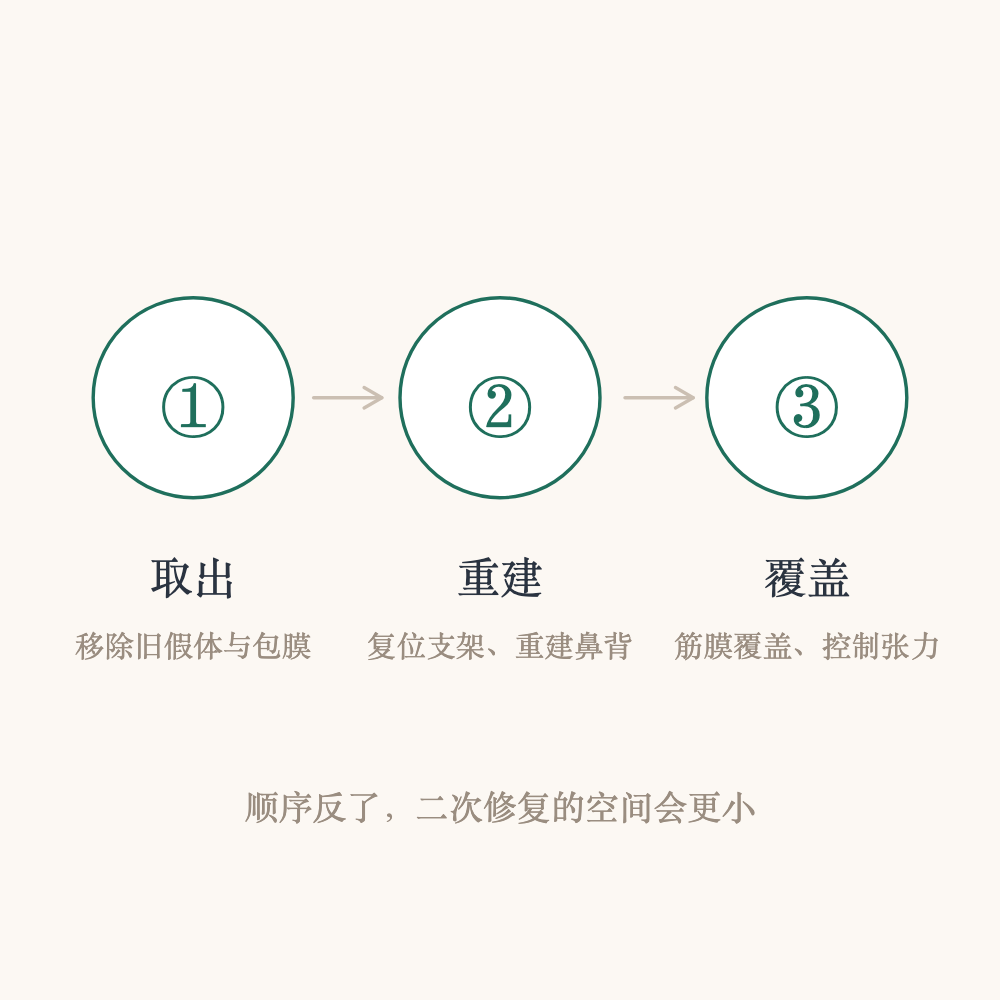 ① ② ③
取出 重建 覆盖
移除旧假体与包膜 复位支架、重建鼻背 筋膜覆盖、控制张力
顺序反了，二次修复的空间会更小